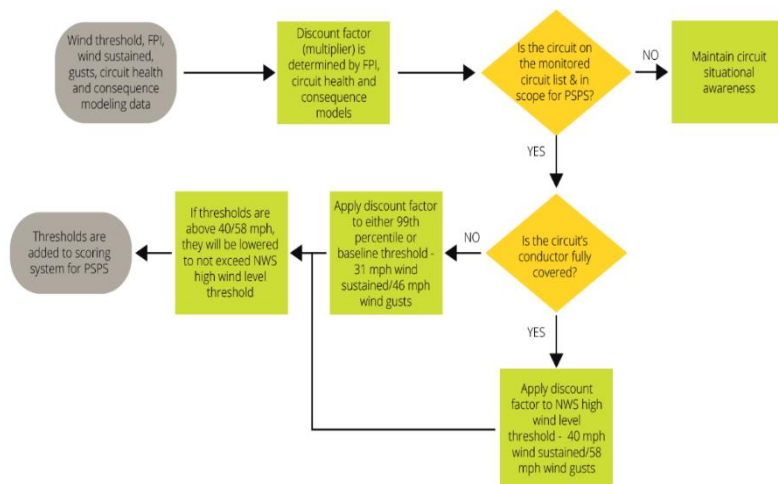 Wind threshold, FPI,
wind sustained,
gusts, circuit health
and consequence
modeling data
Discount factor
(multiplier) is
determined by FPI,
circuit health and
consequence
models
Is the circuit on
the monitored
circuit list & in
scope for PSPS?
NO
Maintain circuit
situational
awareness
YES
Is the circuit's
conductor fully
covered?
NO
Apply discount
factor to either 99th
percentile or
baseline threshold -
31 mph wind
sustained/46 mph
wind gusts
If thresholds are
above 40/58 mph,
they will be lowered
to not exceed NWS
high wind level
threshold
Thresholds are
added to scoring
system for PSPS
YES
Apply discount
factor to NWS high
wind level
threshold - 40 mph
wind sustained/58
mph wind gusts